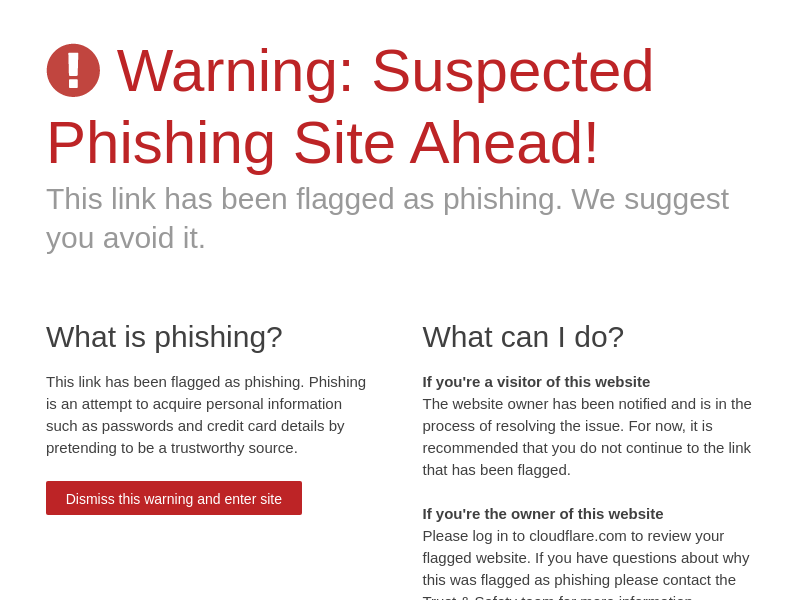 Warning: Suspected
Phishing Site Ahead!
This link has been flagged as phishing. We suggest
you avoid it.
What is phishing?
This link has been flagged as phishing. Phishing
is an attempt to acquire personal information
such as passwords and credit card details by
pretending to be a trustworthy source.
Dismiss this warning and enter site
What can I do?
If you're a visitor of this website
The website owner has been notified and is in the
process of resolving the issue. For now, it is
recommended that you do not continue to the link
that has been flagged.
If you're the owner of this website
Please log in to cloudflare.com to review your
flagged website. If you have questions about why
this was flagged as phishing please contact the
Trust & Safety team for more information.